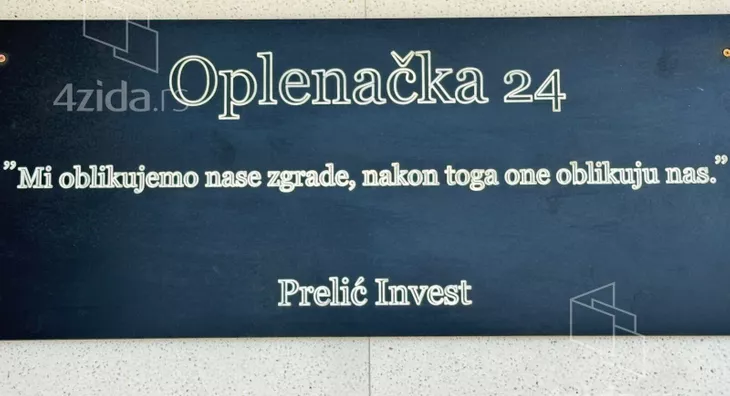 4zida.rs
Oplenačka 24
”Mi oblikujemo nase zgrade, nakon toga one oblikuju nas.”
Prelić Invest